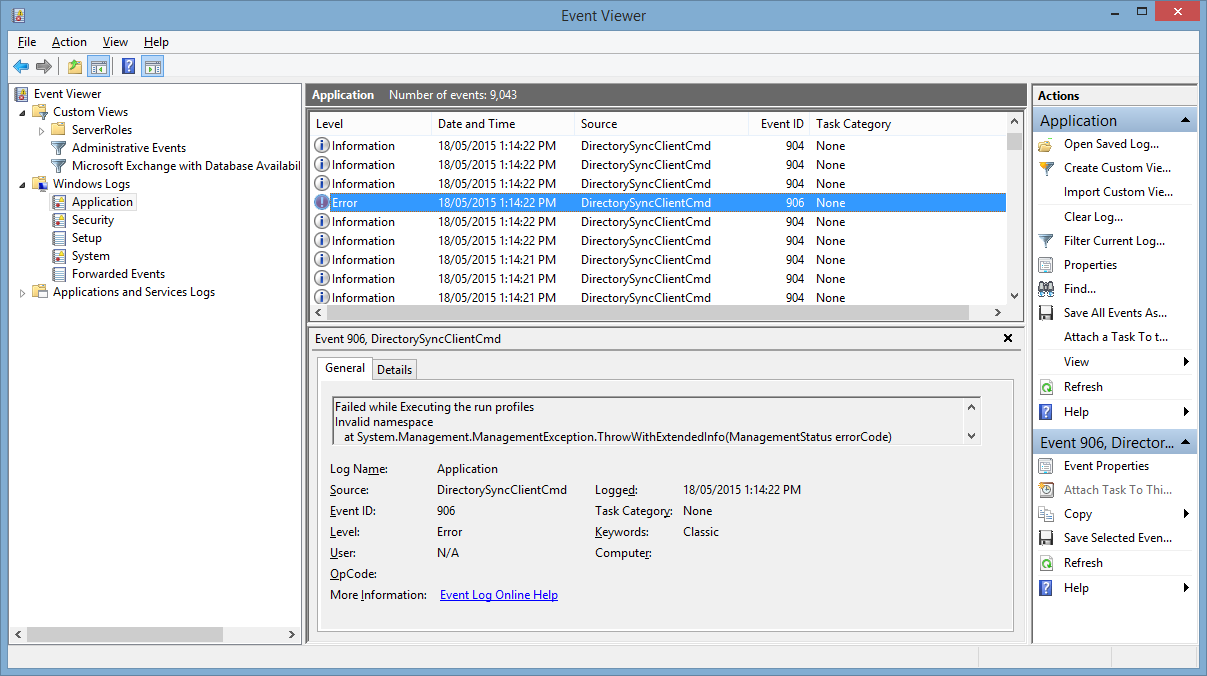 Event Viewer
File Action View Help
Event Viewer
Custom Views
ServerRoles
Administrative Events
Microsoft Exchange with Database Availabil
Windows Logs
Application
Security
Setup
System
Forwarded Events
Applications and Services Logs
Application Number of events: 9,043
Level Date and Time Source Event ID Task Category
Information 18/05/2015 1:14:22 PM DirectorySyncClientCmd 904 None
Information 18/05/2015 1:14:22 PM DirectorySyncClientCmd 904 None
Information 18/05/2015 1:14:22 PM DirectorySyncClientCmd 904 None
Error 18/05/2015 1:14:22 PM DirectorySyncClientCmd 906 None
Information 18/05/2015 1:14:22 PM DirectorySyncClientCmd 904 None
Information 18/05/2015 1:14:22 PM DirectorySyncClientCmd 904 None
Information 18/05/2015 1:14:21 PM DirectorySyncClientCmd 904 None
Information 18/05/2015 1:14:21 PM DirectorySyncClientCmd 904 None
Information 18/05/2015 1:14:21 PM DirectorySyncClientCmd 904 None
Event 906, DirectorySyncClientCmd
General Details
Failed while Executing the run profiles
Invalid namespace
at System.Management.ManagementException.ThrowWithExtendedInfo(ManagementStatus errorCode)
Log Name: Application
Source: DirectorySyncClientCmd Logged: 18/05/2015 1:14:22 PM
Event ID: 906 Task Category: None
Level: Error Keywords: Classic
User: N/A Computer:
OpCode:
More Information: Event Log Online Help
Actions
Application
Open Saved Log...
Create Custom Vie...
Import Custom Vie...
Clear Log...
Filter Current Log...
Properties
Find...
Save All Events As...
Attach a Task To t...
View
Refresh
Help
Event 906, Director...
Event Properties
Attach Task To Thi...
Copy
Save Selected Even...
Refresh
Help